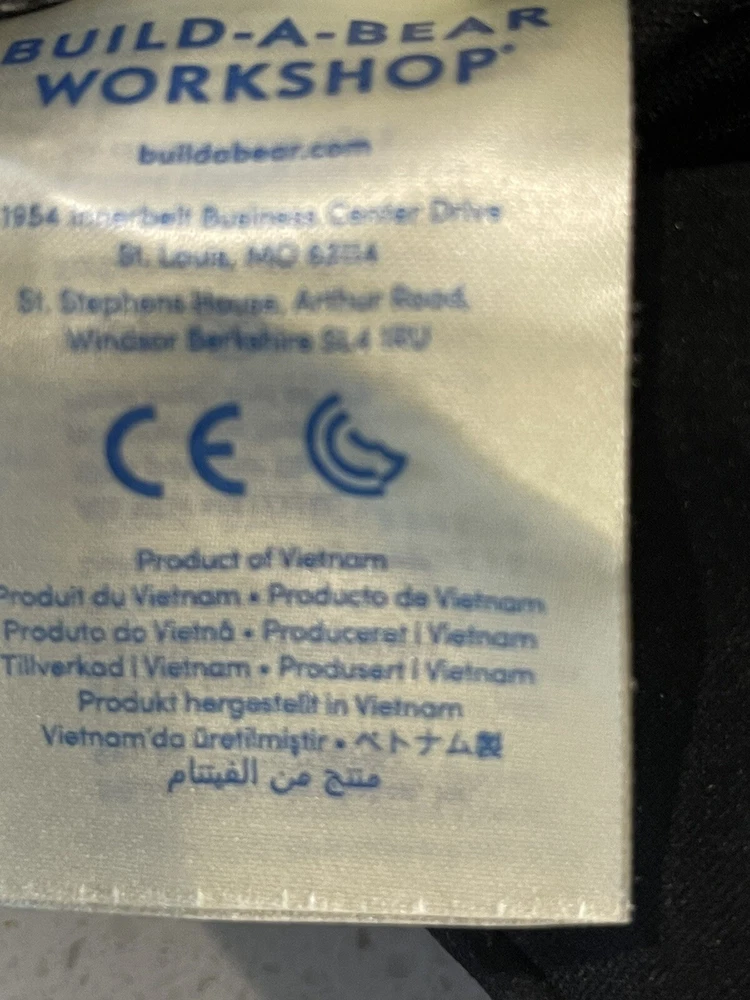 BUILD-A-BEAR
WORKSHOP
buildabear.com
1954 Innerbelt Business Center Drive
St. Louis, MO
St. Stephens House, Arthur Road,
Windsor Berkshire SL4 1RU
CE
Product of Vietnam
Produit du Vietnam • Producto de Vietnam
Produto do Vietnã • Produceret i Vietnam
Tillverkad i Vietnam • Produsert i Vietnam
Produkt hergestellt in Vietnam
Vietnam'da üretilmiştir • ベトナム製
منتج من الفيتنام